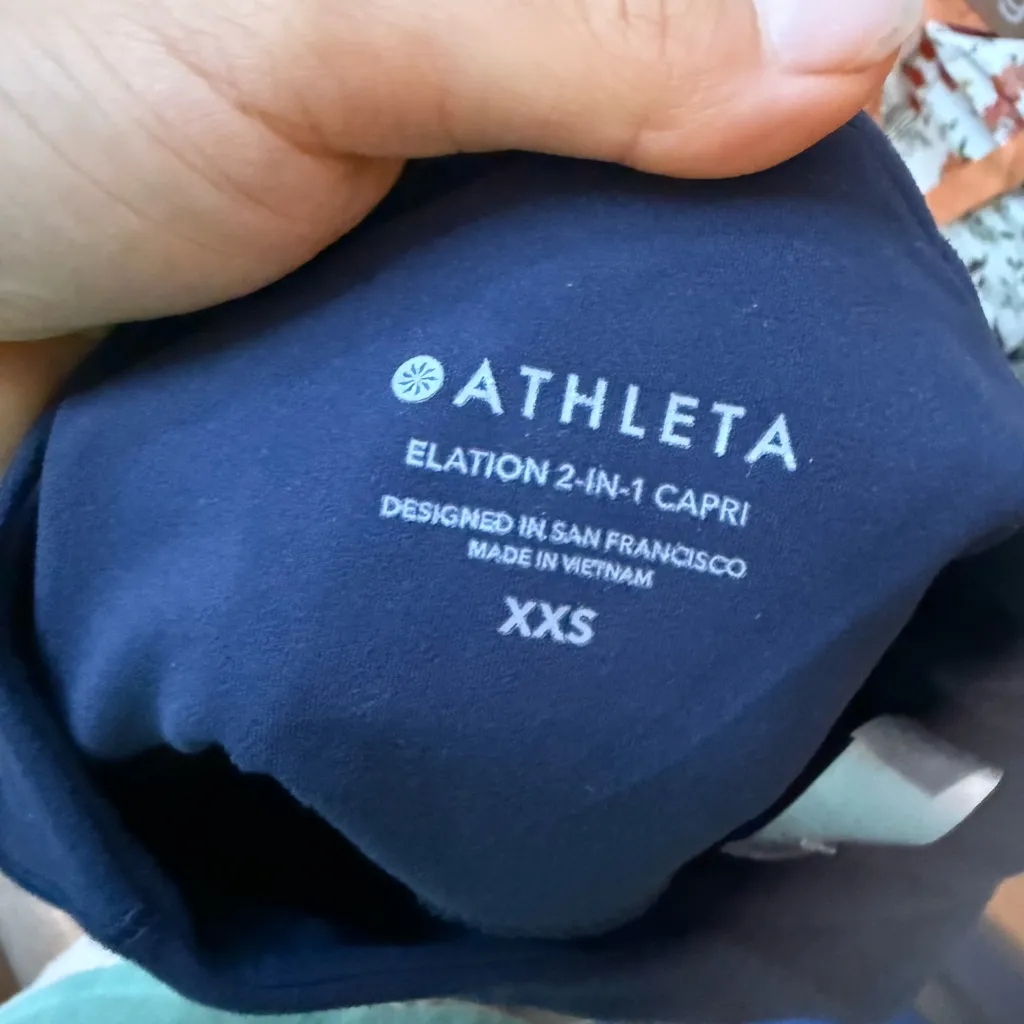 ATHLETA
ELATION 2-IN-1 CAPRI
DESIGNED IN SAN FRANCISCO
MADE IN VIETNAM
XXS